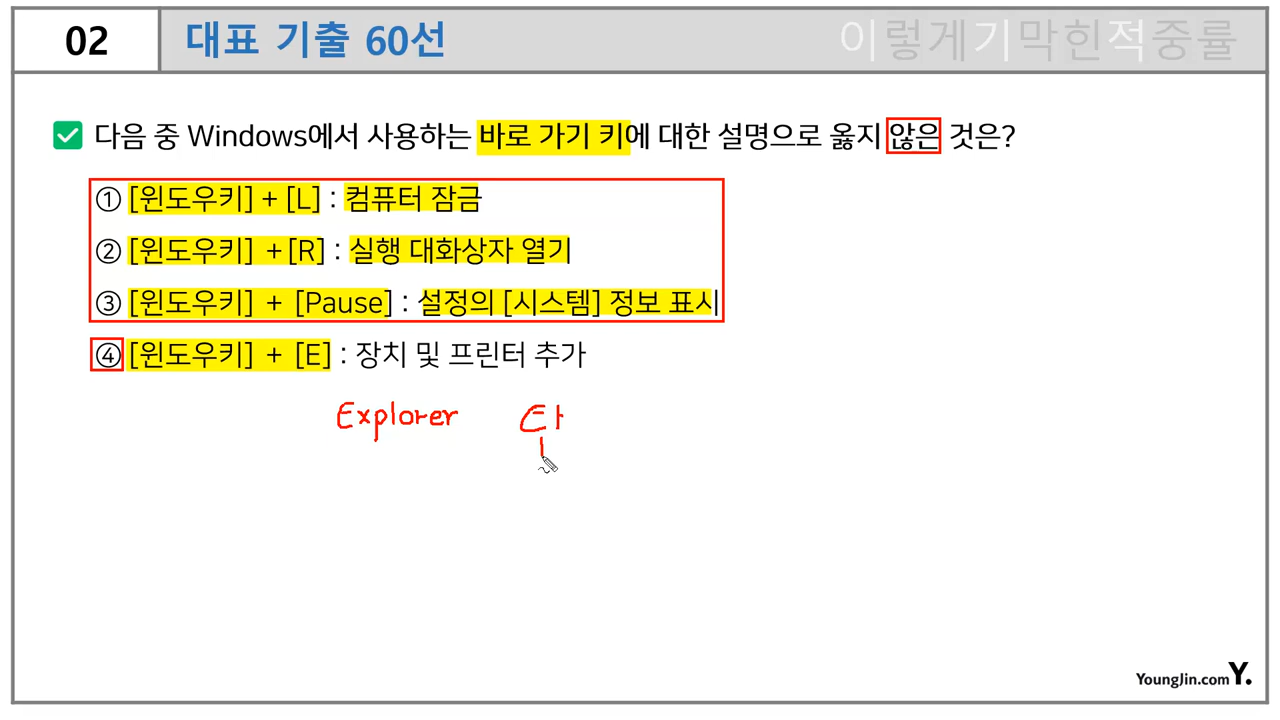 02
대표 기출 60선
이렇게기막힌적중률
다음 중 Windows에서 사용하는 바로 가기 키에 대한 설명으로 옳지 않은 것은?
① [윈도우키] + [L] : 컴퓨터 잠금
② [윈도우키] +[R] : 실행 대화상자 열기
③ [윈도우키] + [Pause] : 설정의 [시스템] 정보 표시
④ [윈도우키] + [E] : 장치 및 프린터 추가
Explorer 타
YoungJin.com Y.